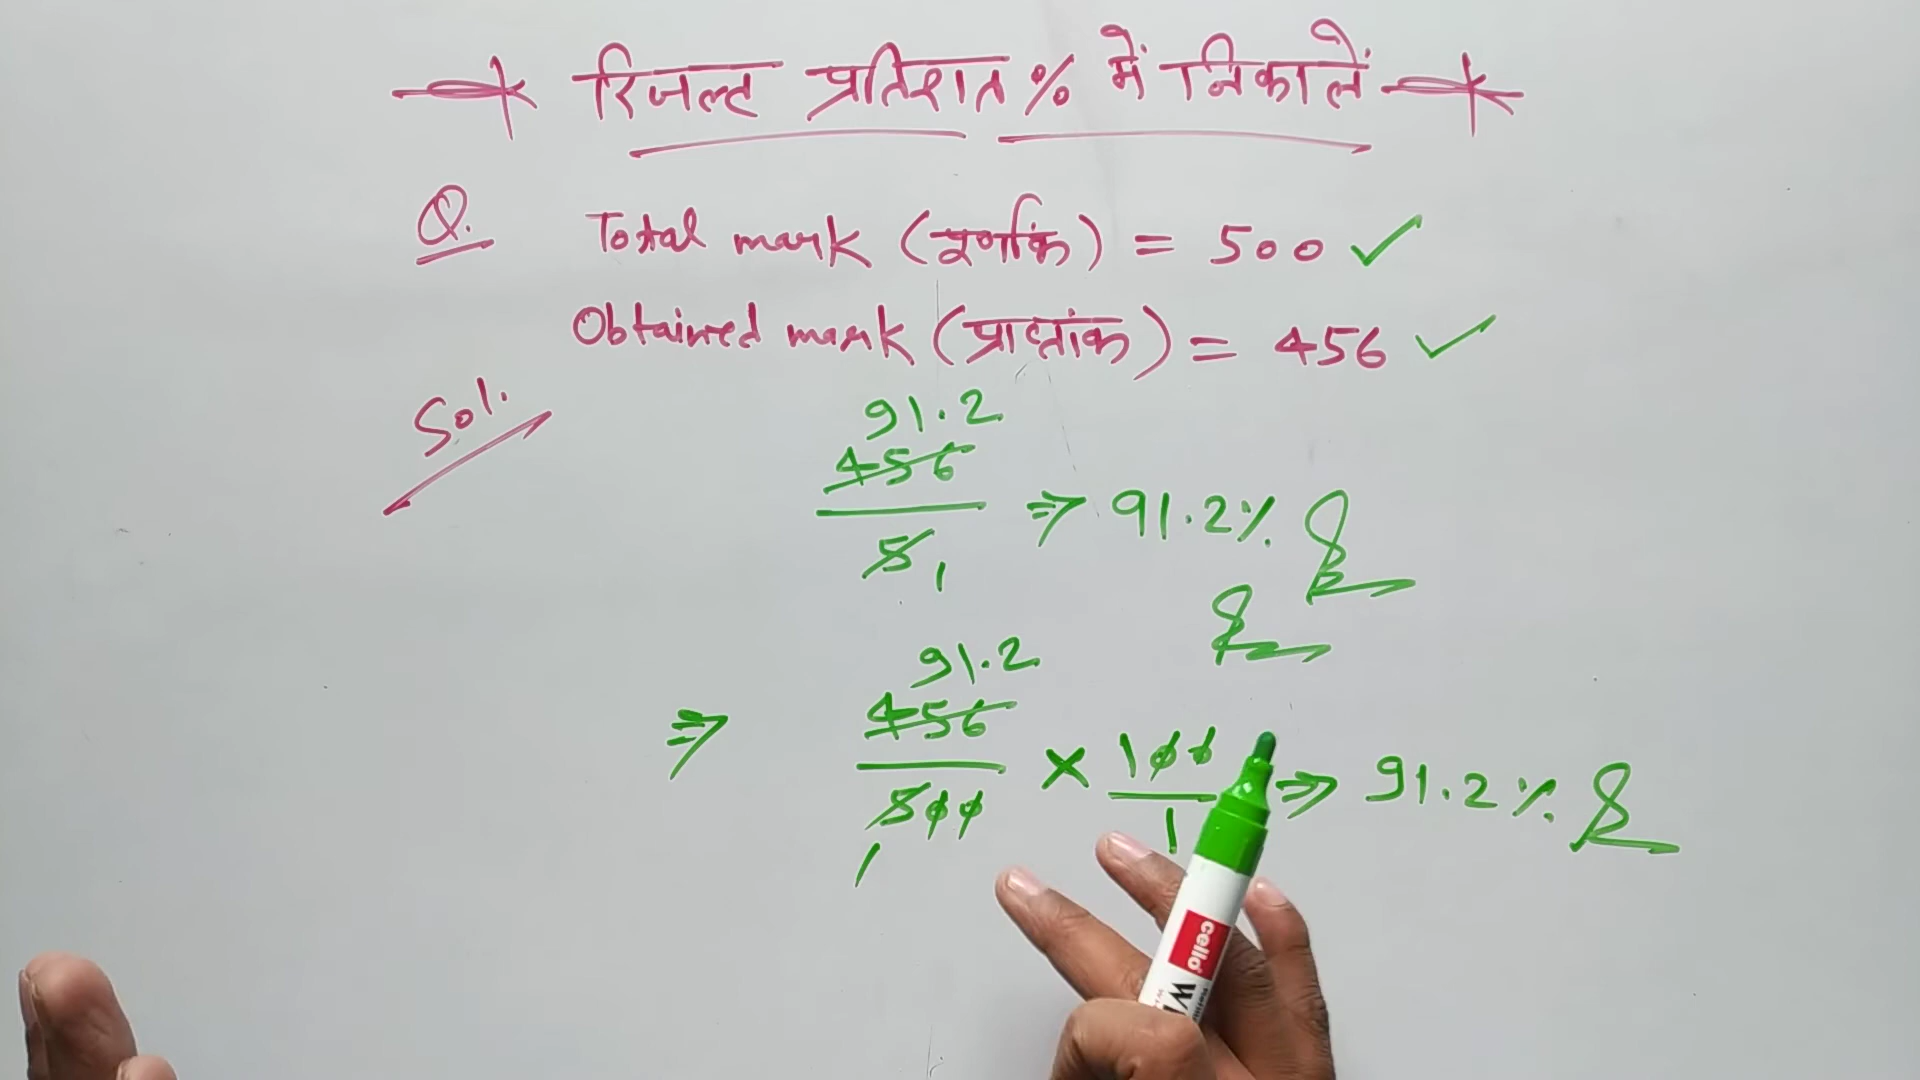 रिजल्ट प्रतिशत % में निकालें
Q. Total mark (पूर्णांक) = 500 ✓
Obtained mark (प्राप्तांक) = 456 ✓
Sol.
91.2
456
5 1 ⇒ 91.2%
91.2
⇒ 456/500 × 100/1 ⇒ 91.2%
1
cello